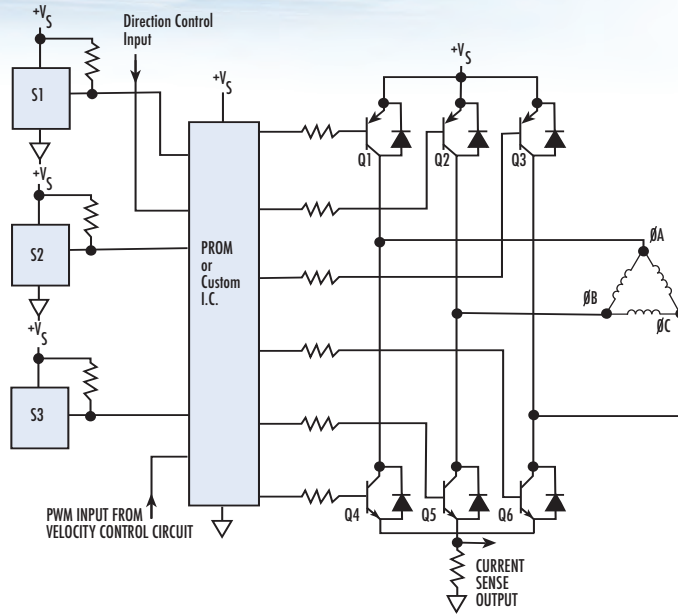 +VS
Direction Control
Input
S1
+VS
+VS
+VS
S2
PROM
or
Custom
I.C.
+VS
S3
PWM INPUT FROM
VELOCITY CONTROL CIRCUIT
Q1
Q2
Q3
ØA
ØB
ØC
Q4
Q5
Q6
CURRENT
SENSE
OUTPUT